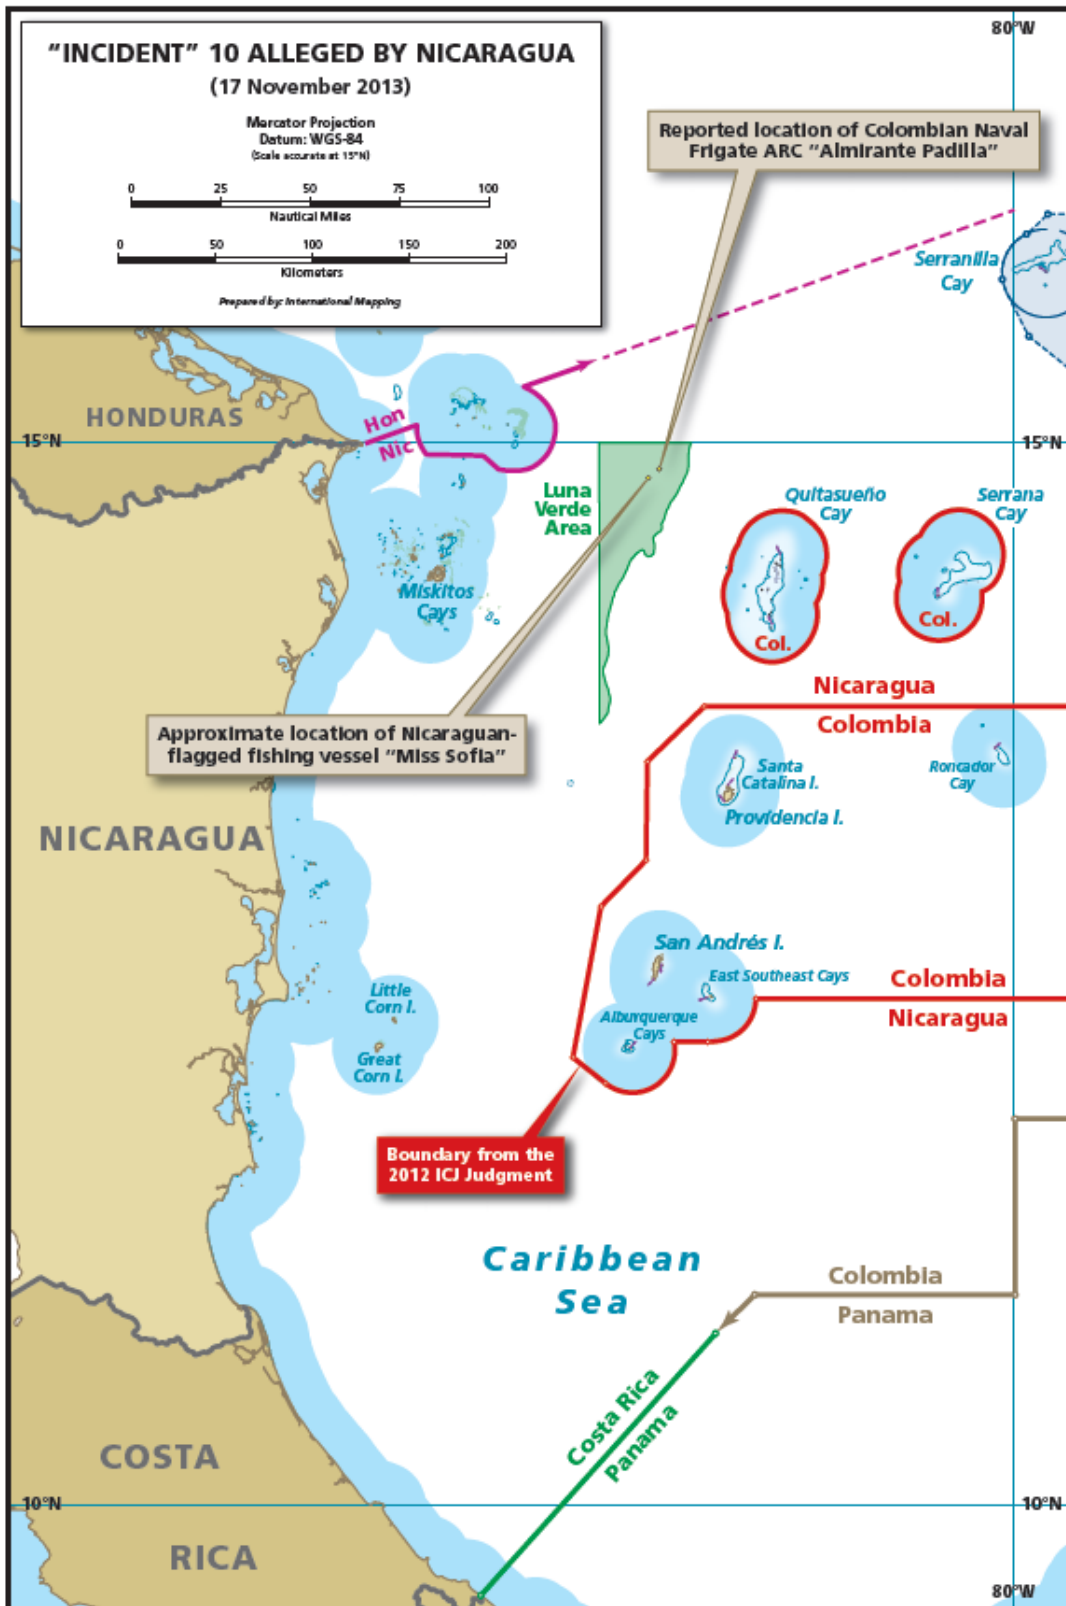 "INCIDENT" 10 ALLEGED BY NICARAGUA
(17 November 2013)
Mercator Projection
Datum: WGS-84
(Scale accurate at 15°N)
0 25 50 75 100
Nautical Miles
0 50 100 150 200
Kilometers
Prepared by: International Mapping
80°W
Reported location of Colombian Naval
Frigate ARC "Almirante Padilla"
Serranilla
Cay
HONDURAS
Hon
Nic
15°N
15°N
Luna
Verde
Area
Quitasueño
Cay
Serrana
Cay
Miskitos
Cays
Col.
Col.
Nicaragua
Colombia
Approximate location of Nicaraguan-
flagged fishing vessel "Miss Sofia"
Santa
Catalina I.
Providencia I.
Roncador
Cay
NICARAGUA
San Andrés I.
East Southeast Cays
Alburquerque
Cays
Colombia
Nicaragua
Little
Corn I.
Great
Corn I.
Boundary from the
2012 ICJ Judgment
Caribbean
Sea
Colombia
Panama
Costa Rica
Panama
COSTA
RICA
10°N
10°N
80°W